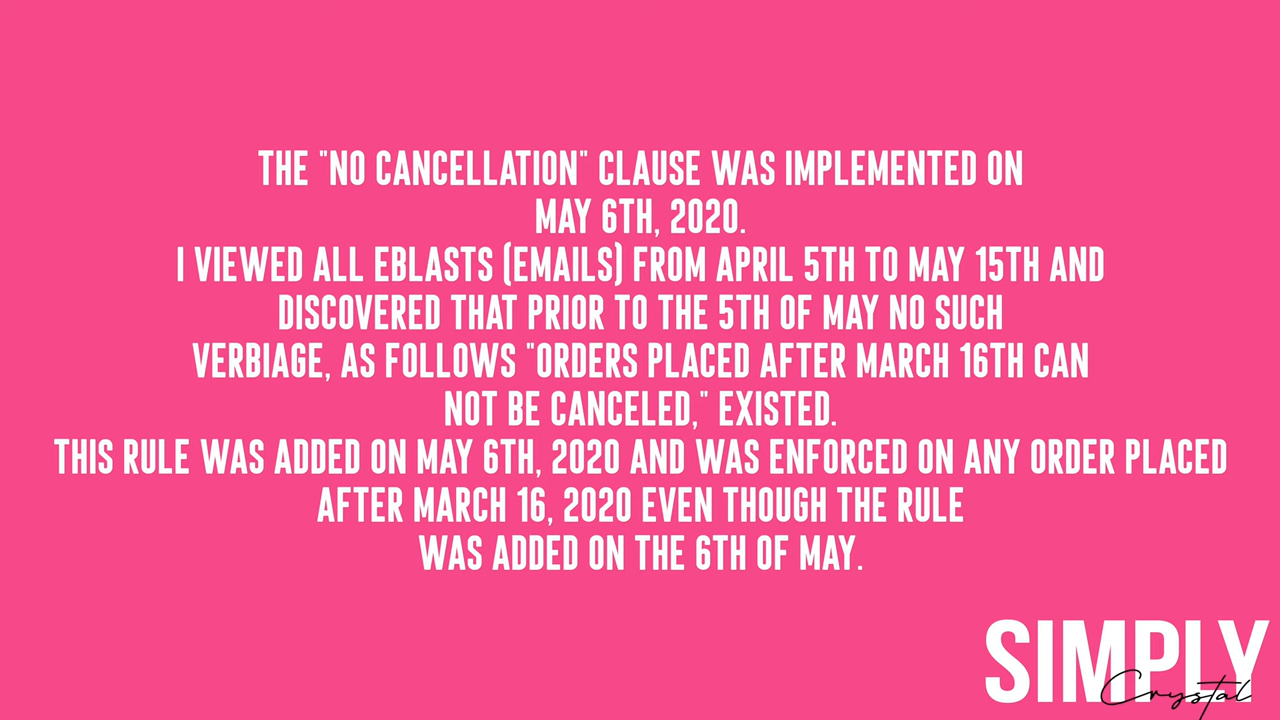 THE "NO CANCELLATION" CLAUSE WAS IMPLEMENTED ON
MAY 6TH, 2020.
I VIEWED ALL EBLASTS (EMAILS) FROM APRIL 5TH TO MAY 15TH AND
DISCOVERED THAT PRIOR TO THE 5TH OF MAY NO SUCH
VERBIAGE, AS FOLLOWS "ORDERS PLACED AFTER MARCH 16TH CAN
NOT BE CANCELED," EXISTED.
THIS RULE WAS ADDED ON MAY 6TH, 2020 AND WAS ENFORCED ON ANY ORDER PLACED
AFTER MARCH 16, 2020 EVEN THOUGH THE RULE
WAS ADDED ON THE 6TH OF MAY.
SIMPLY
Crystal